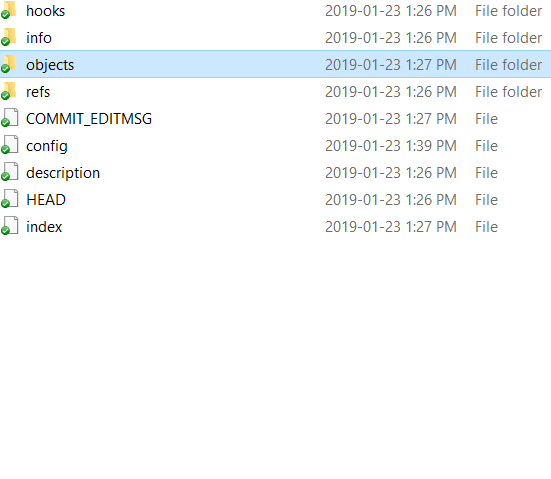 hooks 2019-01-23 1:26 PM File folder
info 2019-01-23 1:26 PM File folder
objects 2019-01-23 1:27 PM File folder
refs 2019-01-23 1:26 PM File folder
COMMIT_EDITMSG 2019-01-23 1:27 PM File
config 2019-01-23 1:39 PM File
description 2019-01-23 1:26 PM File
HEAD 2019-01-23 1:26 PM File
index 2019-01-23 1:27 PM File